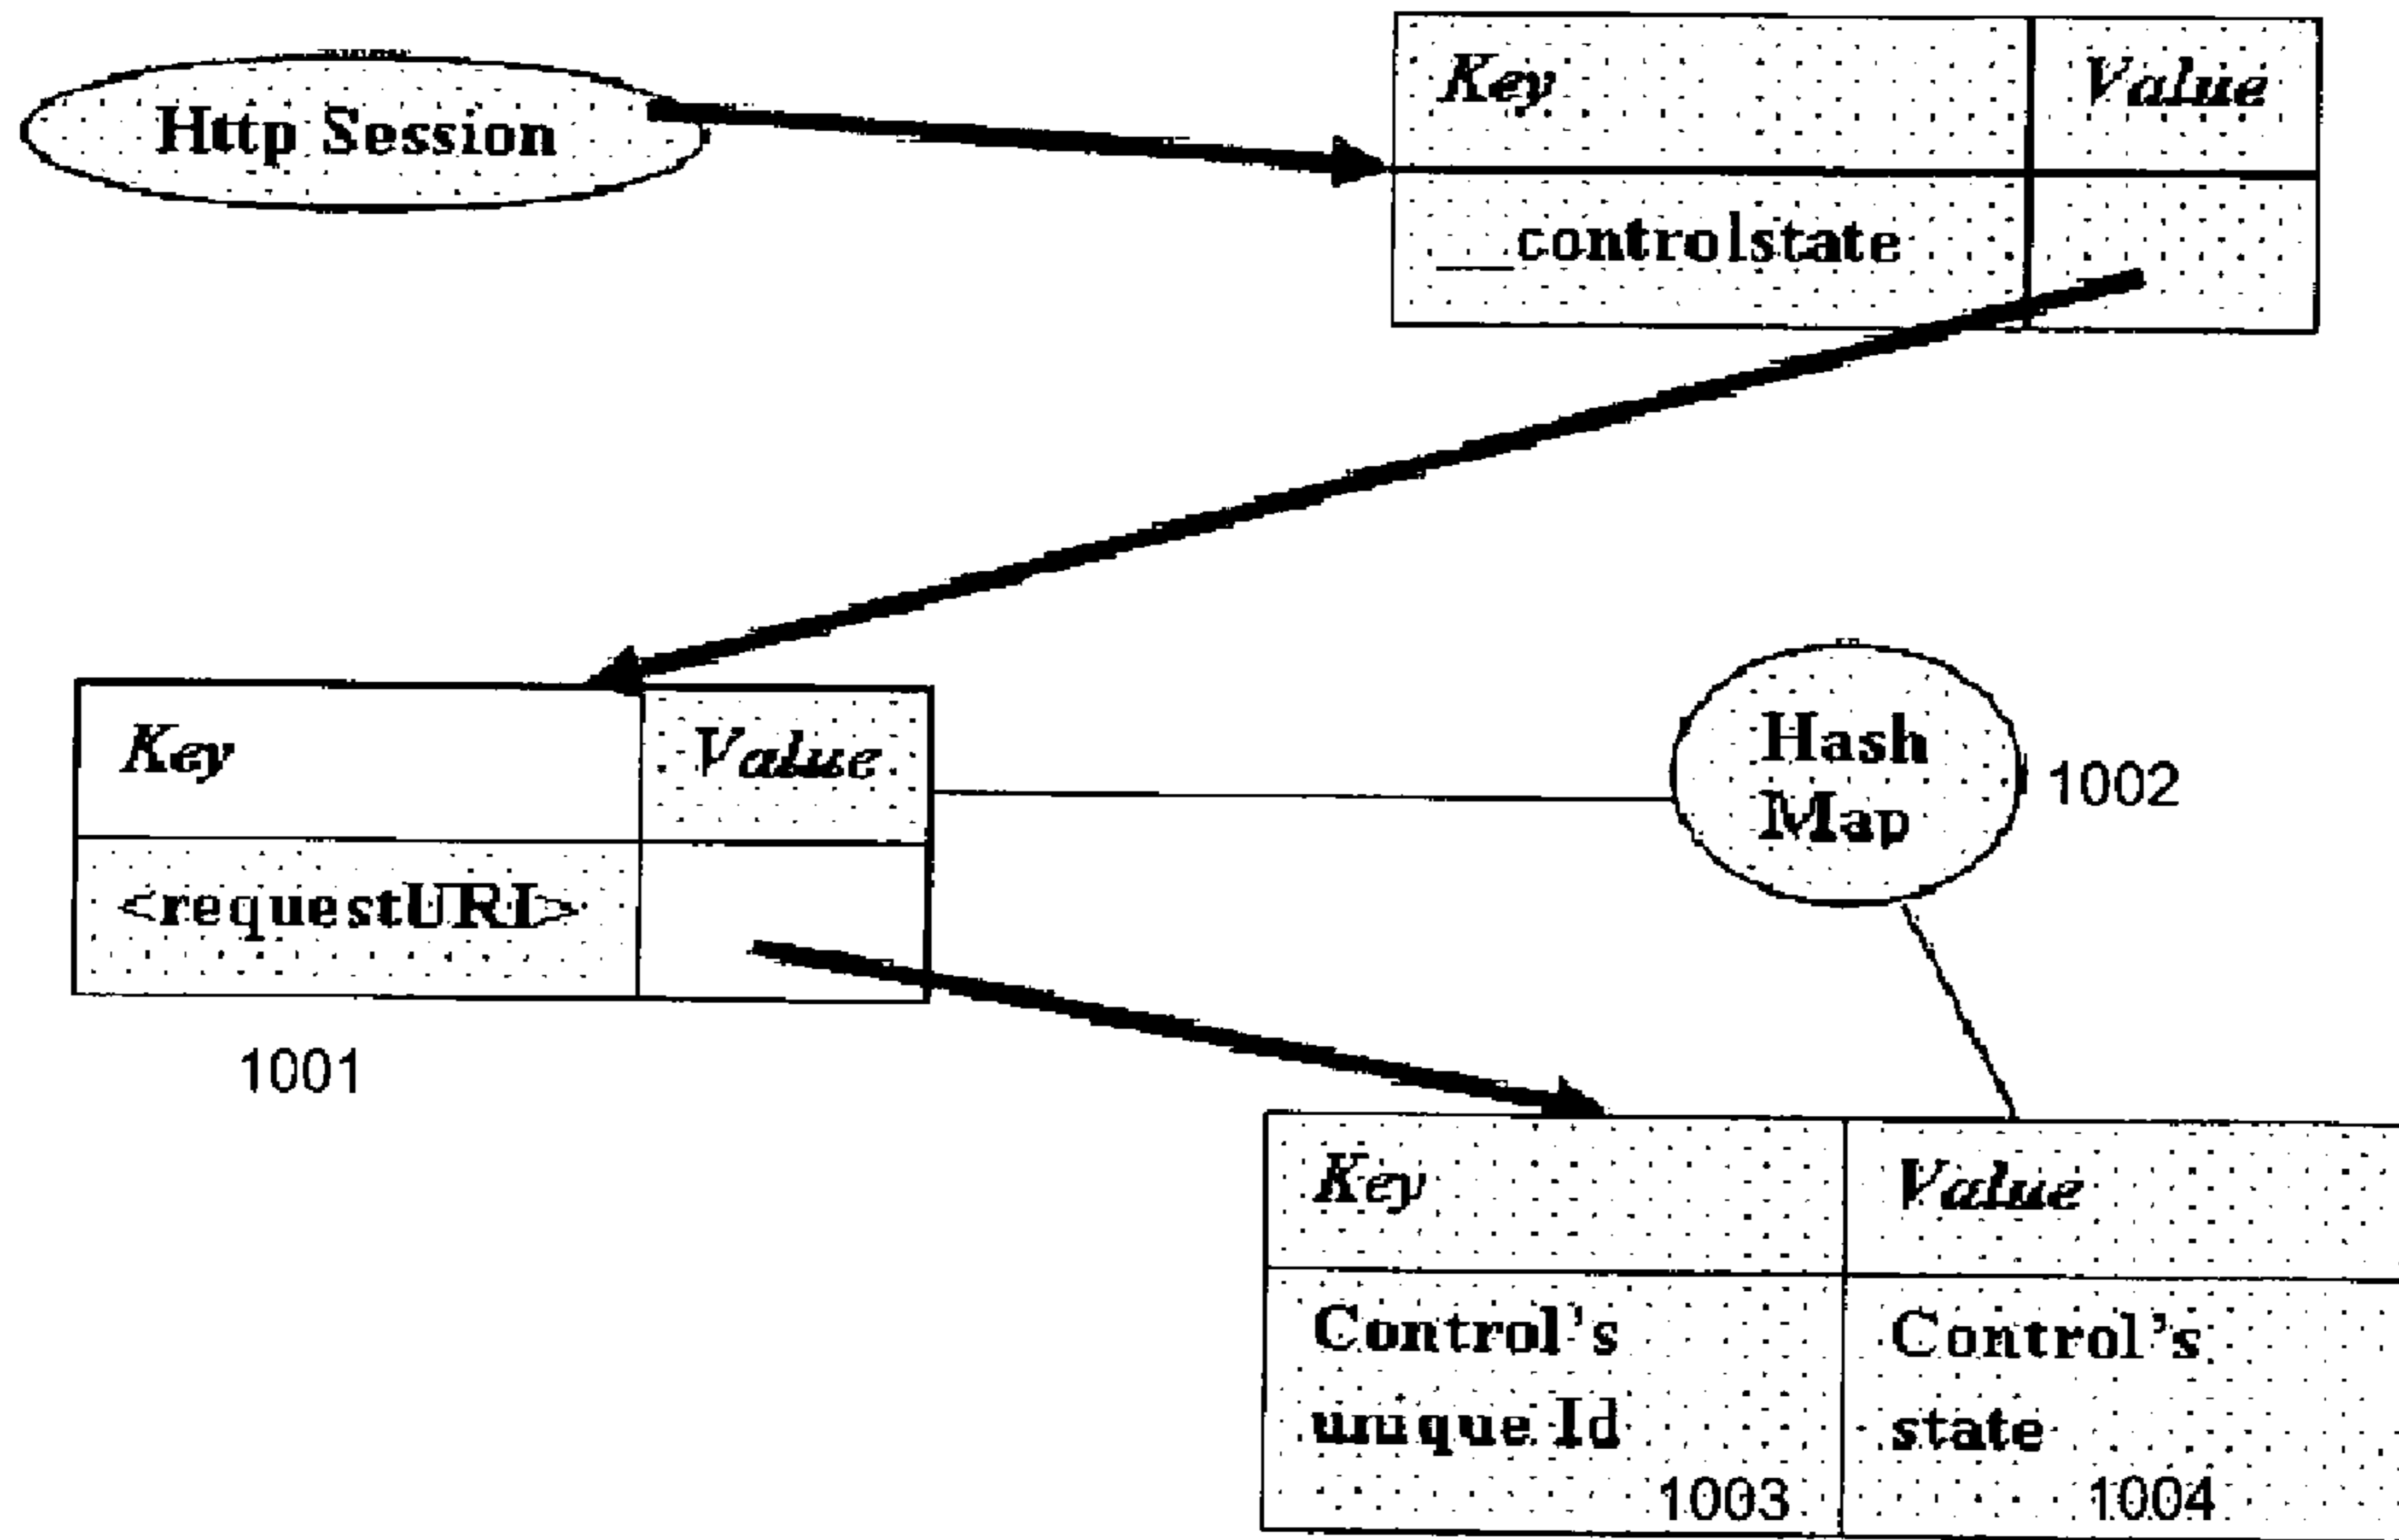 Http Session
Key Value
__controlstate
Key Value
Hash
Map
1002
<requestURI>
1001
Key Value
Control's
unique Id
1003
Control's
state
1004